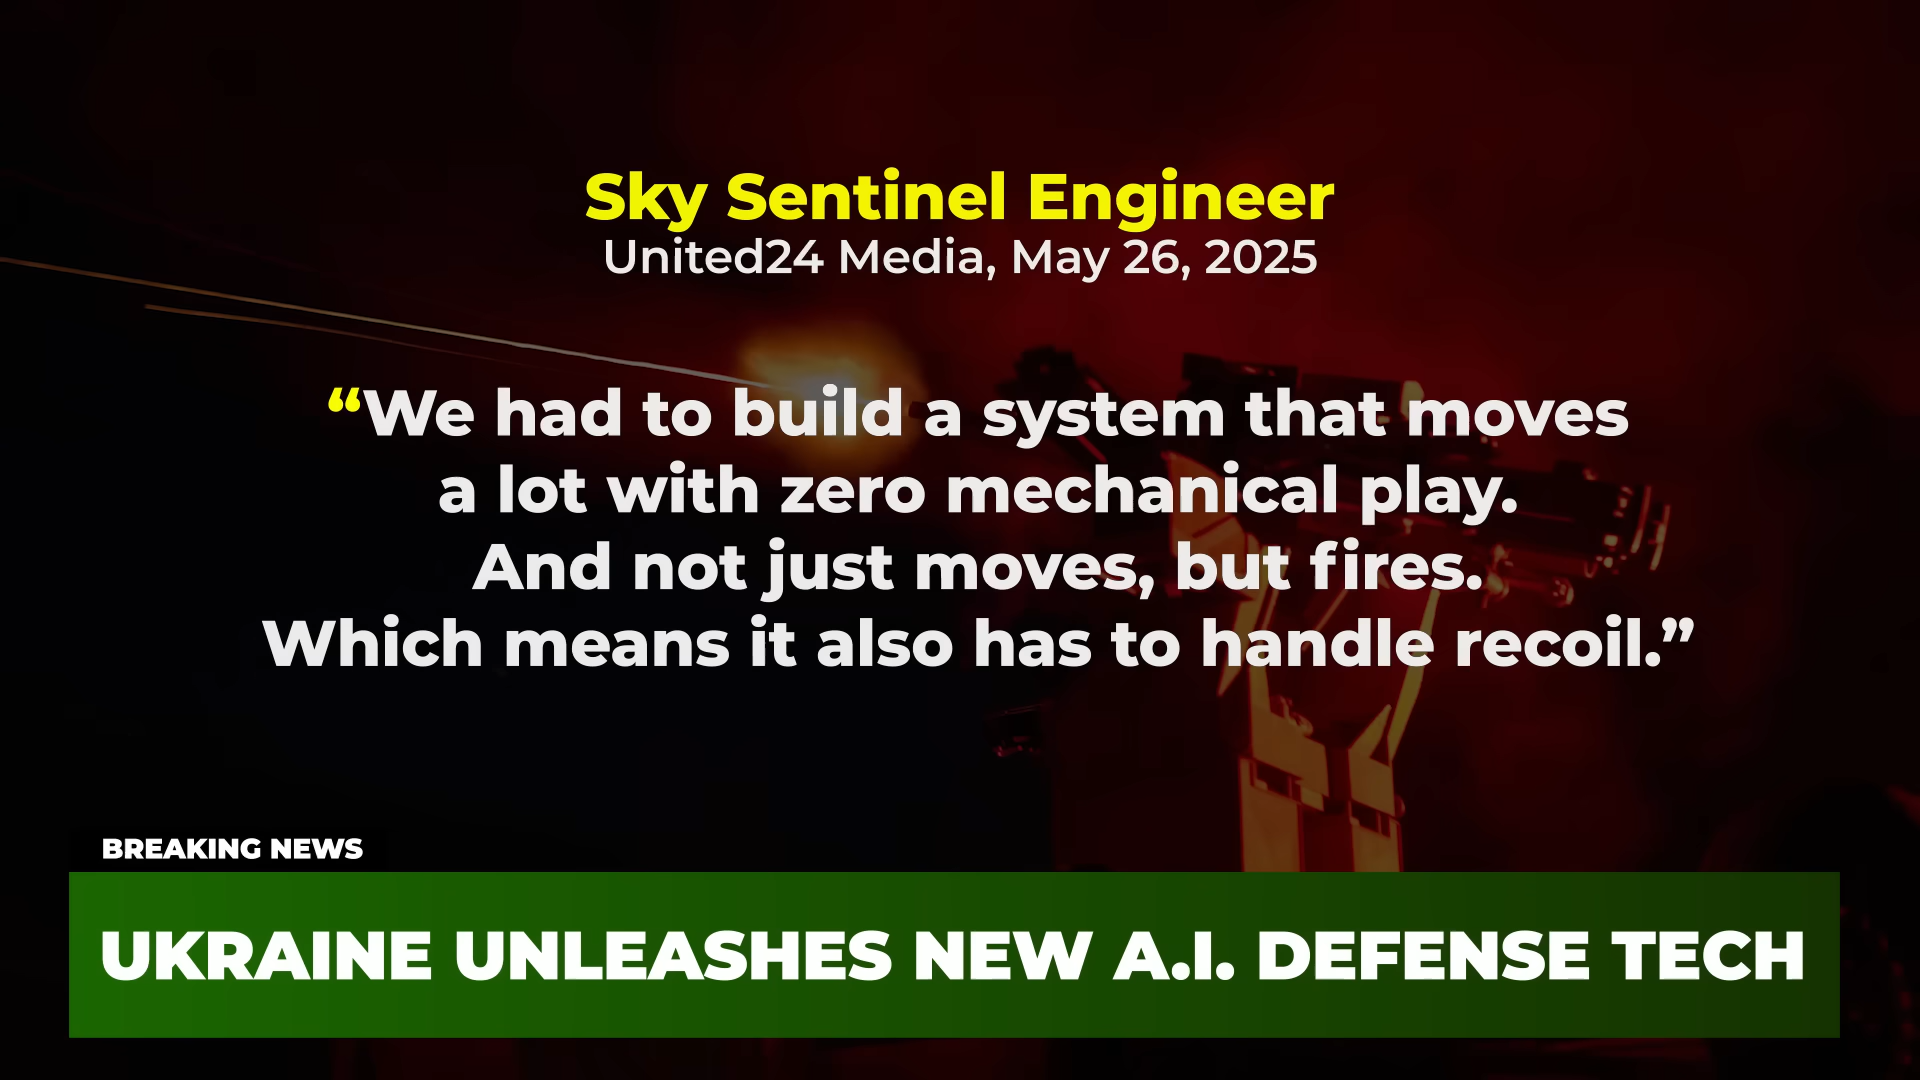 Sky Sentinel Engineer
United24 Media, May 26, 2025
“We had to build a system that moves
a lot with zero mechanical play.
And not just moves, but fires.
Which means it also has to handle recoil.”
BREAKING NEWS
UKRAINE UNLEASHES NEW A.I. DEFENSE TECH